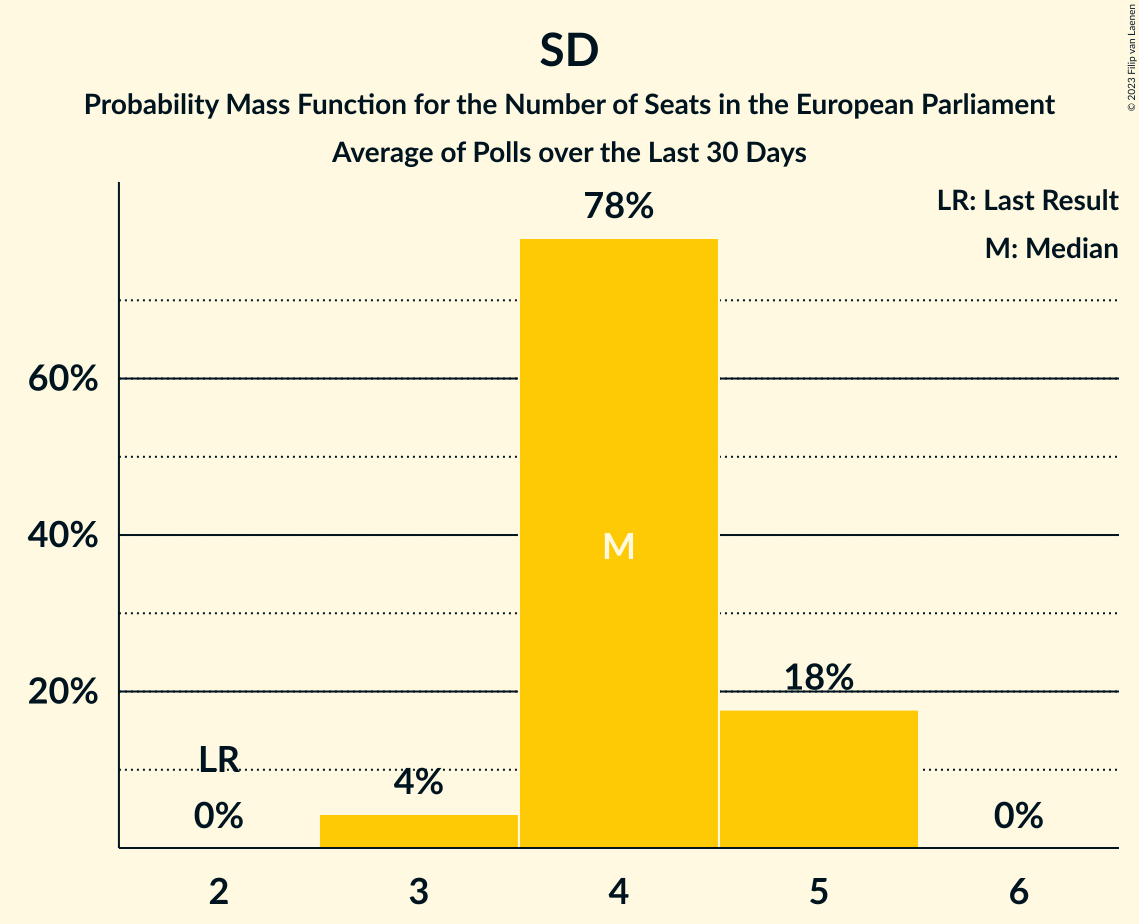 SD
Probability Mass Function for the Number of Seats in the European Parliament
Average of Polls over the Last 30 Days
© 2023 Filip van Laenen
LR: Last Result
M: Median
78%
60%
40%
M
20%
18%
LR
4%
0%
0%
2 3 4 5 6